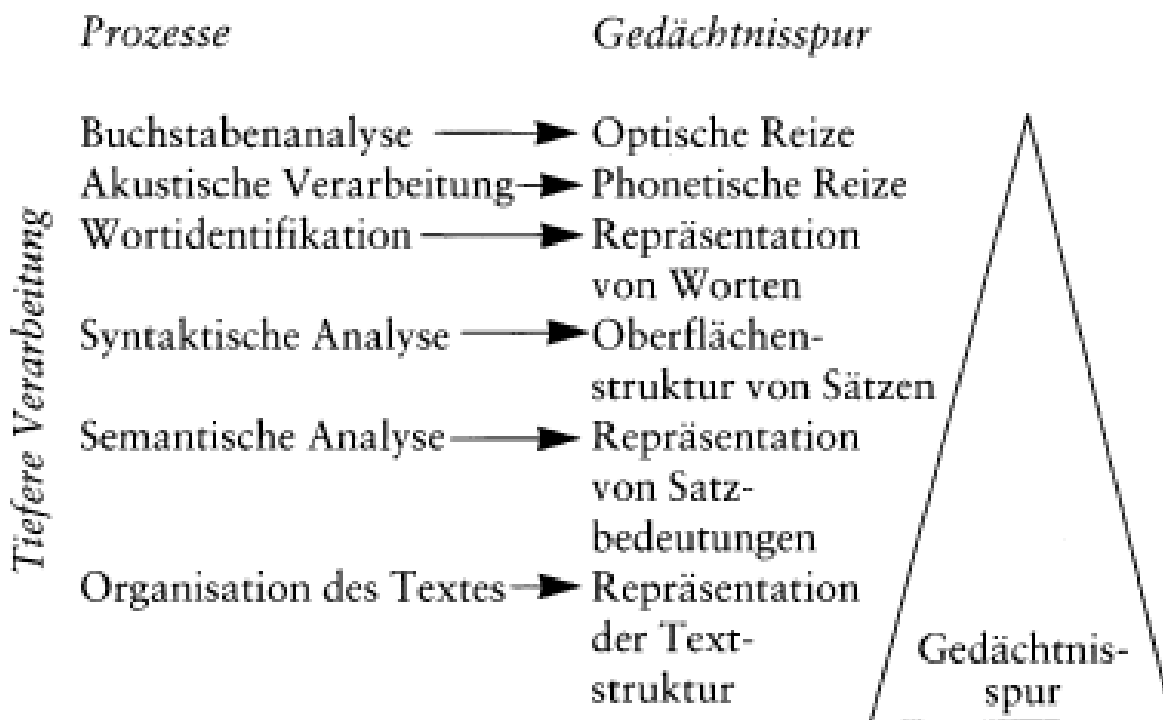 Prozesse Gedächtnisspur
Buchstabenanalyse Optische Reize
Akustische Verarbeitung Phonetische Reize
Wortidentifikation Repräsentation
von Worten
Syntaktische Analyse Oberflächen-
struktur von Sätzen
Semantische Analyse Repräsentation
von Satz-
bedeutungen
Organisation des Textes Repräsentation
der Text-
struktur
Tiefere Verarbeitung
Gedächtnis-
spur